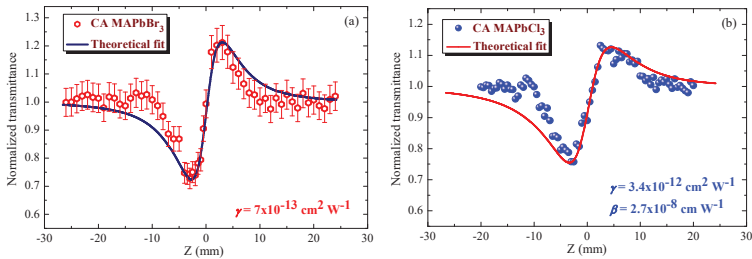 (a)
CA MAPbBr3
Theoretical fit
Normalized transmittance
1.3
1.2
1.1
1.0
0.9
0.8
0.7
0.6
γ = 7x10-13 cm2 W-1
-30 -20 -10 0 10 20 30
Z (mm)
(b)
CA MAPbCl3
Theoretical fit
Normalized transmittance
1.2
1.1
1.0
0.9
0.8
0.7
0.6
γ = 3.4x10-12 cm2 W-1
β = 2.7x10-8 cm W-1
-30 -20 -10 0 10 20 30
Z (mm)